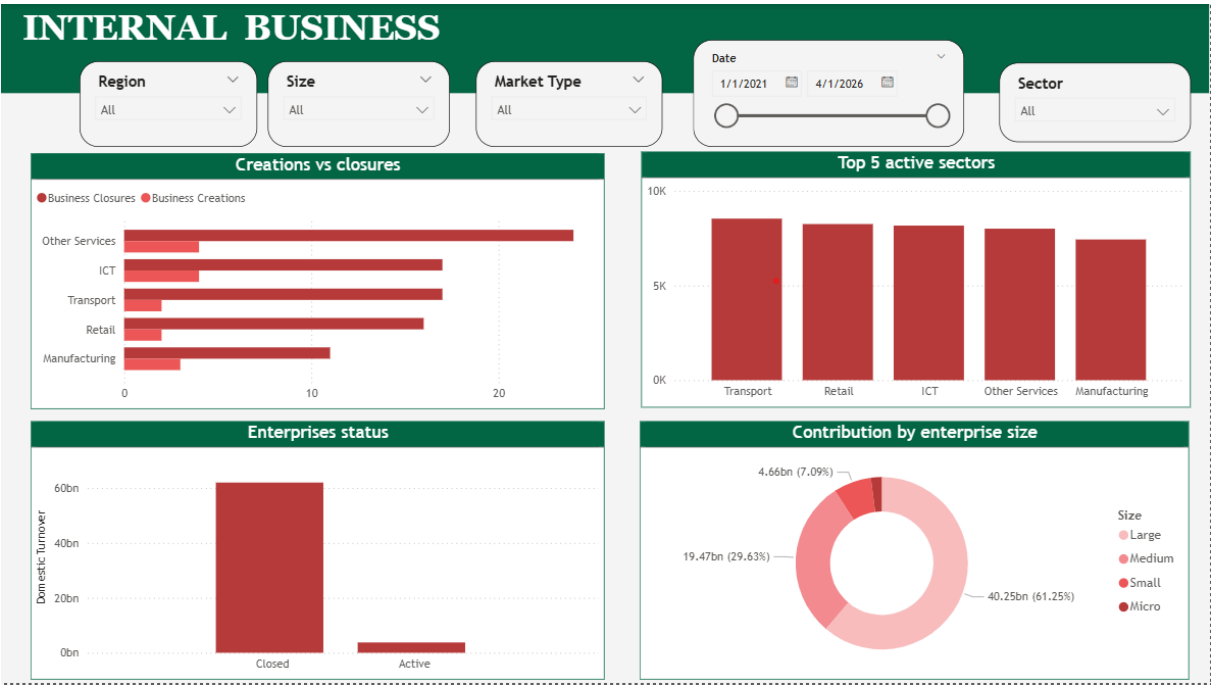 INTERNAL BUSINESS
Region
All
Size
All
Market Type
All
Date
1/1/2021 4/1/2026
Sector
All
Creations vs closures
Business Closures Business Creations
Other Services
ICT
Transport
Retail
Manufacturing
0 10 20
Top 5 active sectors
10K
5K
0K
Transport Retail ICT Other Services Manufacturing
Enterprises status
Domestic Turnover
60bn
40bn
20bn
0bn
Closed Active
Contribution by enterprise size
4.66bn (7.09%)
19.47bn (29.63%)
40.25bn (61.25%)
Size
Large
Medium
Small
Micro